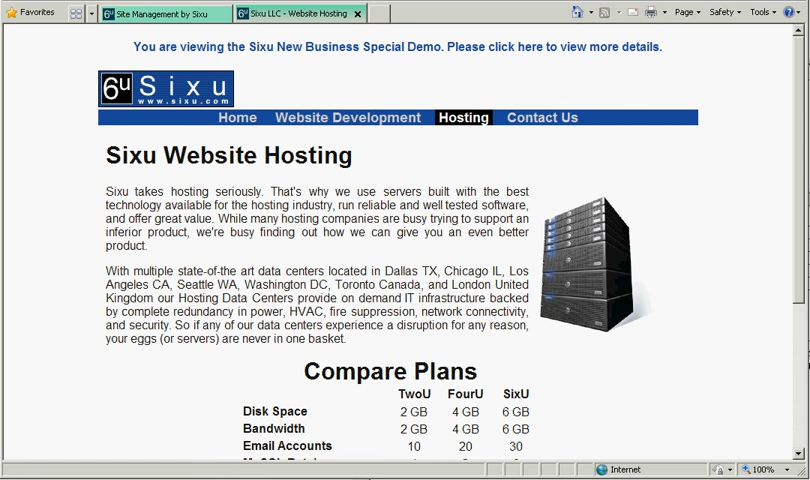 Favorites
6u Site Management by Sixu
6u Sixu LLC - Website Hosting
Page
Safety
Tools
You are viewing the Sixu New Business Special Demo. Please click here to view more details.
6u Sixu
www.sixu.com
Home Website Development Hosting Contact Us
Sixu Website Hosting
Sixu takes hosting seriously. That's why we use servers built with the best
technology available for the hosting industry, run reliable and well tested software,
and offer great value. While many hosting companies are busy trying to support an
inferior product, we're busy finding out how we can give you an even better
product.
With multiple state-of-the art data centers located in Dallas TX, Chicago IL, Los
Angeles CA, Seattle WA, Washington DC, Toronto Canada, and London United
Kingdom our Hosting Data Centers provide on demand IT infrastructure backed
by complete redundancy in power, HVAC, fire suppression, network connectivity,
and security. So if any of our data centers experience a disruption for any reason,
your eggs (or servers) are never in one basket.
Compare Plans
TwoU FourU SixU
Disk Space 2 GB 4 GB 6 GB
Bandwidth 2 GB 4 GB 6 GB
Email Accounts 10 20 30
Internet
100%